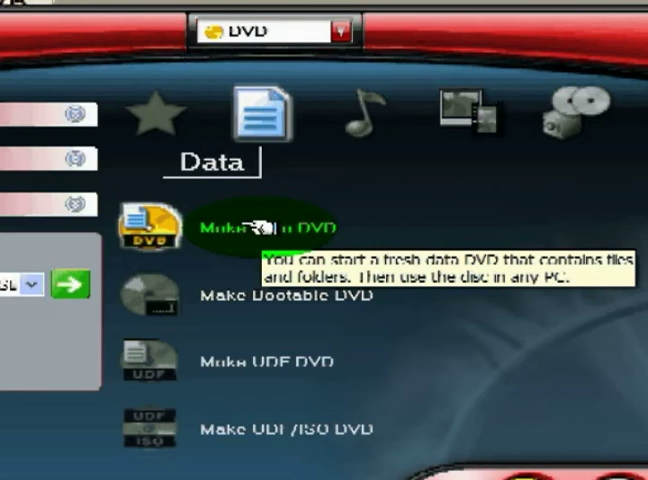 DVD
Data
Make DVD
You can start a fresh data DVD that contains files
and folders. Then use the disc in any PC.
Make Bootable DVD
Make UDF DVD
Make UDF/ISO DVD
DVD
UDF
UDF
ISO